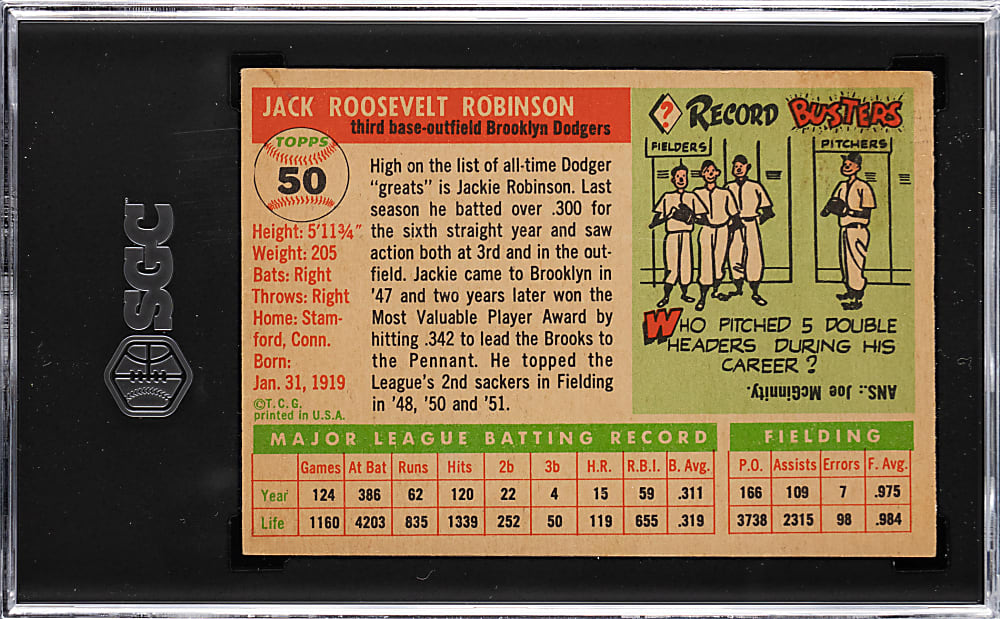 SGC
JACK ROOSEVELT ROBINSON
third base-outfield Brooklyn Dodgers
TOPPS
50
Height: 5'11¾"
Weight: 205
Bats: Right
Throws: Right
Home: Stam-
ford, Conn.
Born:
Jan. 31, 1919
©T.C.G.
printed in U.S.A.
High on the list of all-time Dodger
"greats" is Jackie Robinson. Last
season he batted over .300 for
the sixth straight year and saw
action both at 3rd and in the out-
field. Jackie came to Brooklyn in
'47 and two years later won the
Most Valuable Player Award by
hitting .342 to lead the Brooks to
the Pennant. He topped the
League's 2nd sackers in Fielding
in '48, '50 and '51.
? RECORD BUSTERS
FIELDERS
PITCHERS
WHO PITCHED 5 DOUBLE
HEADERS DURING HIS
CAREER?
ANS.: Joe McGinnity.
MAJOR LEAGUE BATTING RECORD FIELDING
Games At Bat Runs Hits 2b 3b H.R. R.B.I. B. Avg. P.O. Assists Errors F. Avg.
Year 124 386 62 120 22 4 15 59 .311 166 109 7 .975
Life 1160 4203 835 1339 252 50 119 655 .319 3738 2315 98 .984